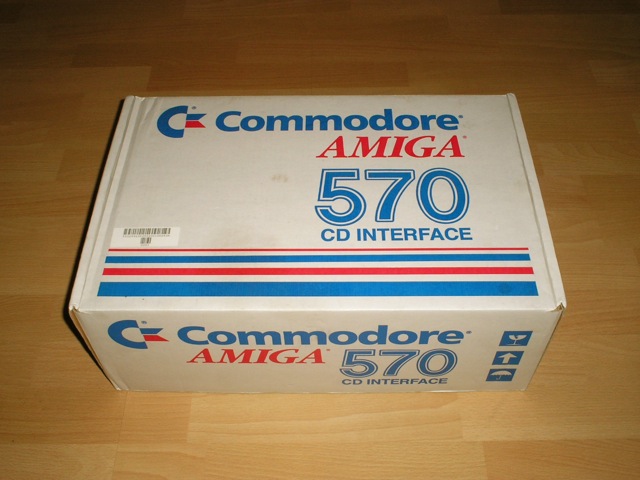 Commodore
AMIGA
570
CD INTERFACE
Commodore
AMIGA 570
CD INTERFACE